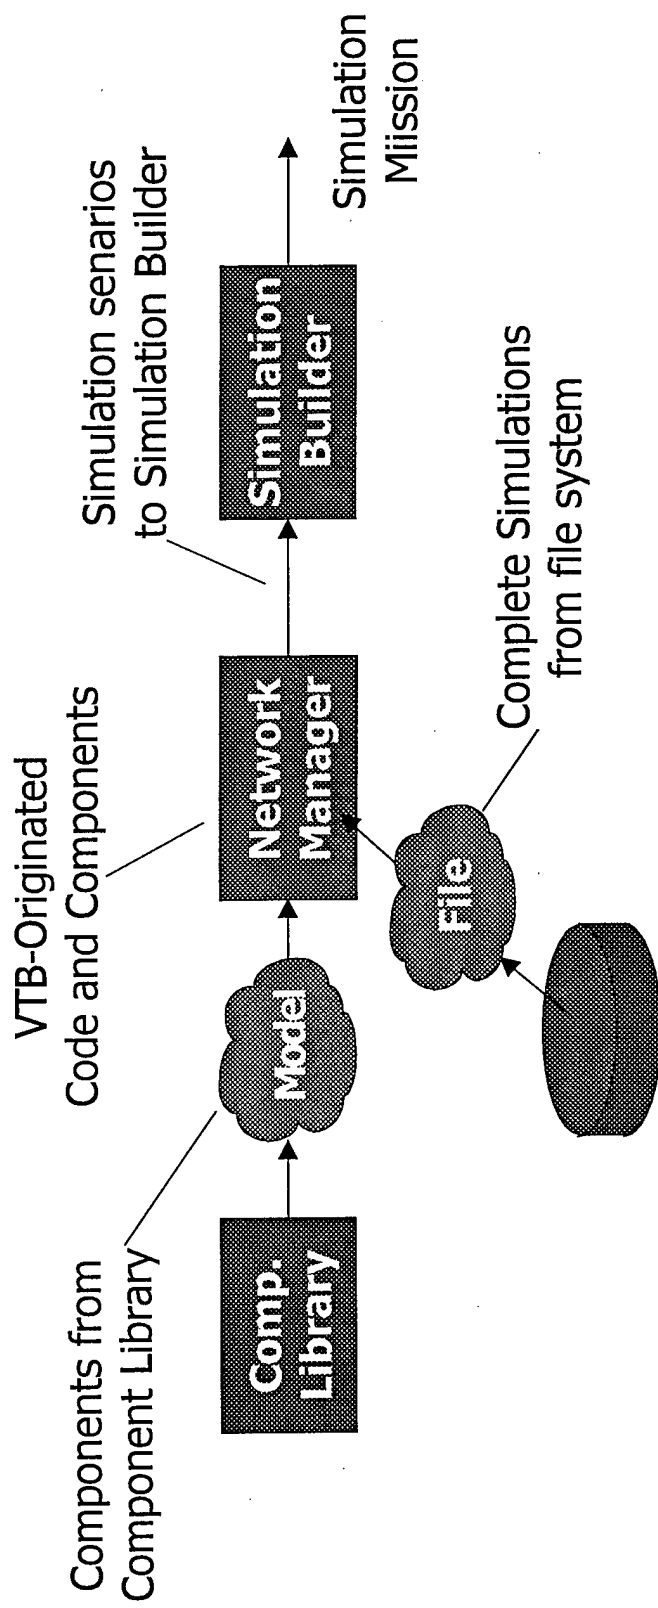 Components from
Component Library
VTB-Originated
Code and Components
Simulation senarios
to Simulation Builder
Comp.
Library
Model
Network
Manager
Simulation
Builder
Simulation
Miission
File
Complete Simulations
from file system